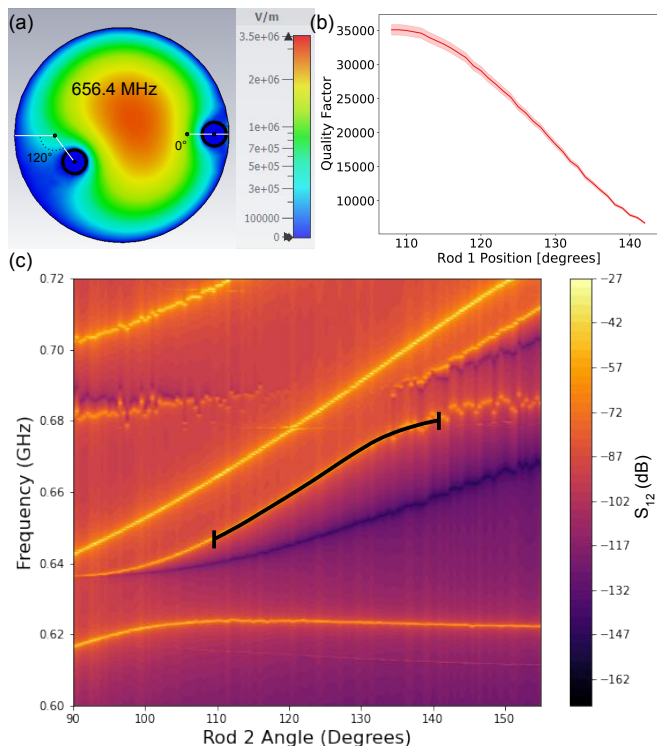 (a)
V/m
3.5e+06
2e+06
1e+06
7e+05
5e+05
3e+05
100000
0
656.4 MHz
120°
0°
(b)
Quality Factor
35000
30000
25000
20000
15000
10000
110
120
130
140
Rod 1 Position [degrees]
(c)
Frequency (GHz)
0.72
0.70
0.68
0.66
0.64
0.62
0.60
90
100
110
120
130
140
150
Rod 2 Angle (Degrees)
−27
−42
−57
−72
−87
−102
−117
−132
−147
−162
S12 (dB)